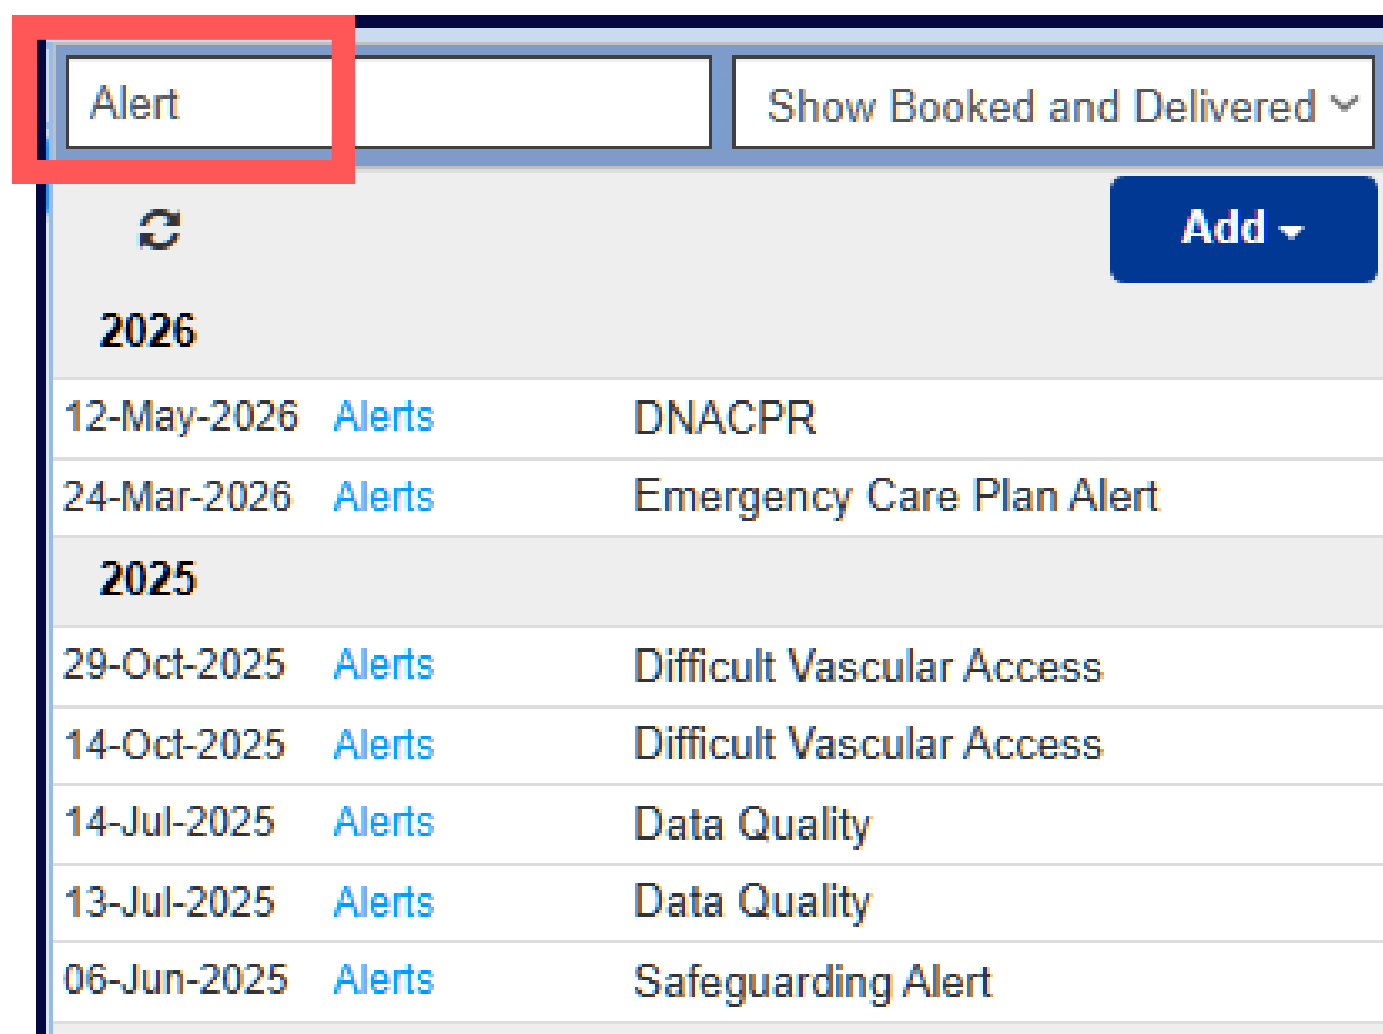 Alert
Show Booked and Delivered
Add
2026
12-May-2026 Alerts DNACPR
24-Mar-2026 Alerts Emergency Care Plan Alert
2025
29-Oct-2025 Alerts Difficult Vascular Access
14-Oct-2025 Alerts Difficult Vascular Access
14-Jul-2025 Alerts Data Quality
13-Jul-2025 Alerts Data Quality
06-Jun-2025 Alerts Safeguarding Alert